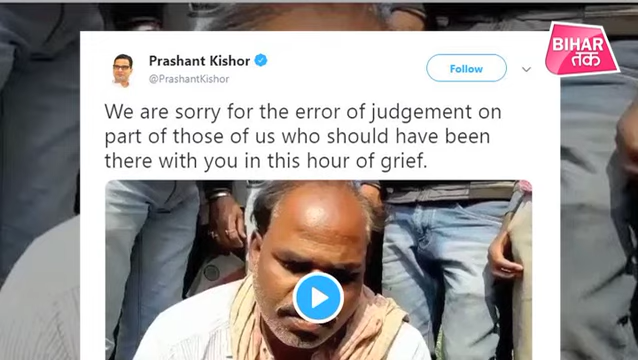 BIHAR
तक
Prashant Kishor
@PrashantKishor
Follow
We are sorry for the error of judgement on
part of those of us who should have been
there with you in this hour of grief.